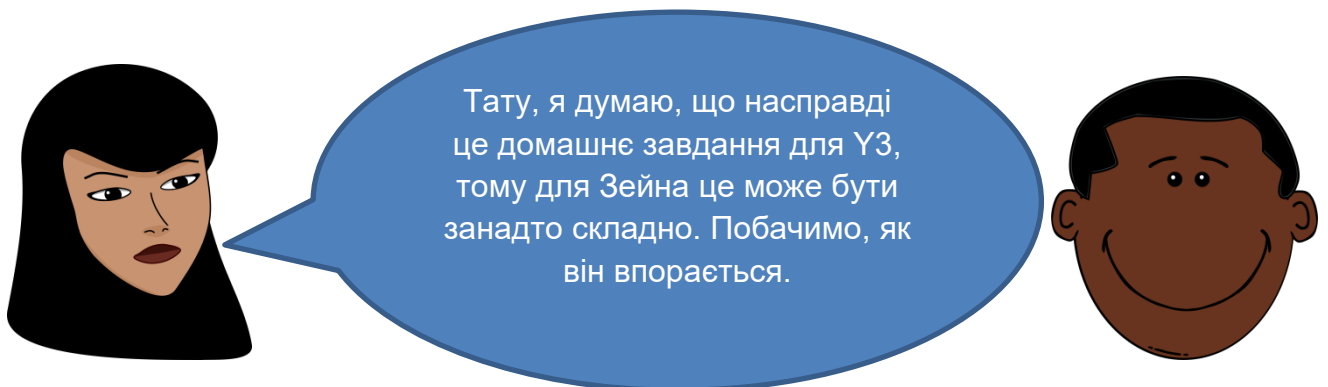 Тату, я думаю, що насправді
це домашнє завдання для Y3,
тому для Зейна це може бути
занадто складно. Побачимо, як
він впорається.